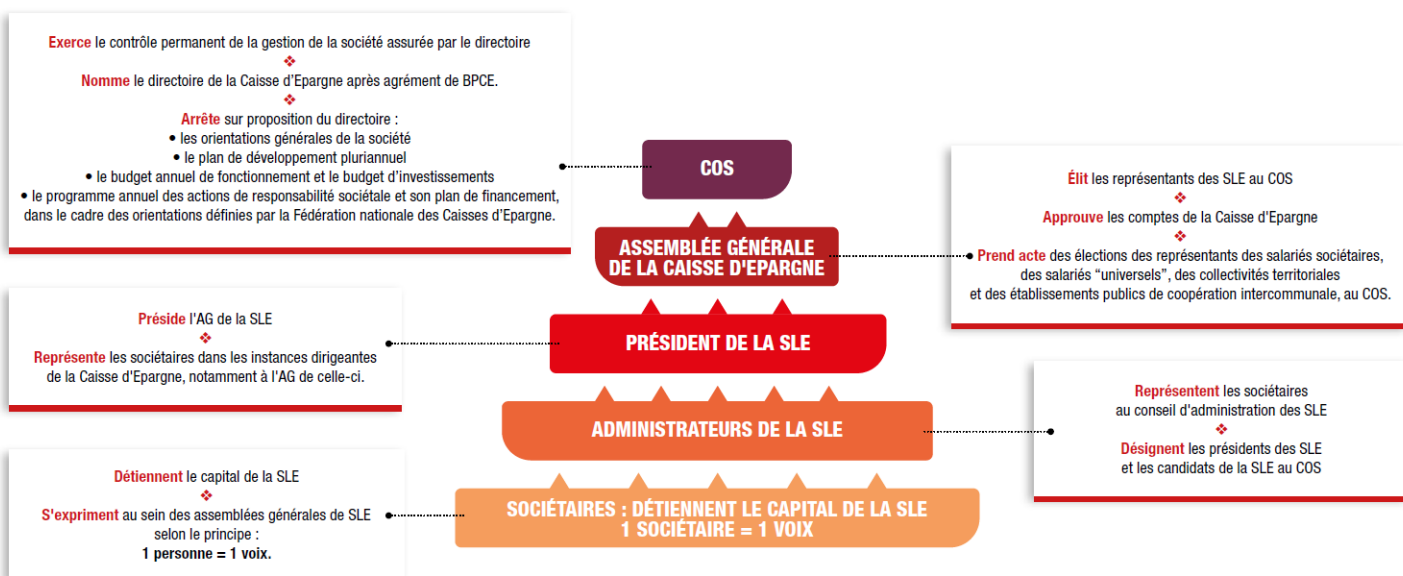 Exerce le contrôle permanent de la gestion de la société assurée par le directoire
Nomme le directoire de la Caisse d'Epargne après agrément de BPCE.
Arrête sur proposition du directoire :
• les orientations générales de la société
• le plan de développement pluriannuel
• le budget annuel de fonctionnement et le budget d'investissements
• le programme annuel des actions de responsabilité sociétale et son plan de financement,
dans le cadre des orientations définies par la Fédération nationale des Caisses d'Epargne.
COS
Élit les représentants des SLE au COS
Approuve les comptes de la Caisse d'Epargne
Prend acte des élections des représentants des salariés sociétaires,
des salariés “universels”, des collectivités territoriales
et des établissements publics de coopération intercommunale, au COS.
ASSEMBLÉE GÉNÉRALE
DE LA CAISSE D'EPARGNE
Préside l'AG de la SLE
Représente les sociétaires dans les instances dirigeantes
de la Caisse d'Epargne, notamment à l'AG de celle-ci.
PRÉSIDENT DE LA SLE
Représentent les sociétaires
au conseil d'administration des SLE
Désignent les présidents des SLE
et les candidats de la SLE au COS
ADMINISTRATEURS DE LA SLE
Détiennent le capital de la SLE
S'expriment au sein des assemblées générales de SLE
selon le principe :
1 personne = 1 voix.
SOCIÉTAIRES : DÉTIENNENT LE CAPITAL DE LA SLE
1 SOCIÉTAIRE = 1 VOIX